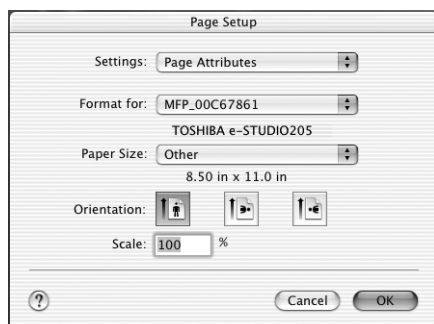 Page Setup
Settings: Page Attributes
Format for: MFP_00C67861
TOSHIBA e-STUDIO205
Paper Size: Other
8.50 in x 11.0 in
Orientation:
Scale: 100 %
? Cancel OK